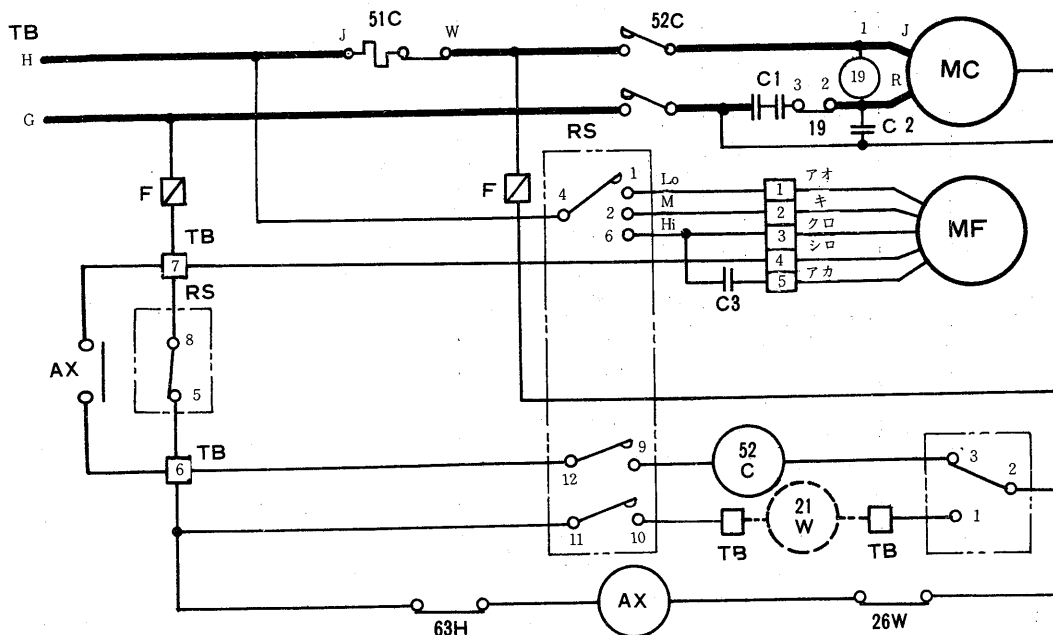 TB
H
J
51C
W
52C
1
J
19
MC
G
C1
3
2
R
19
C2
RS
F
F
4
1
Lo
2
M
6
Hi
1
アオ
2
キ
3
クロ
4
シロ
5
アカ
C3
MF
TB
7
RS
8
5
AX
TB
6
12
9
52
C
3
2
1
11
10
TB
21
W
TB
63H
AX
26W